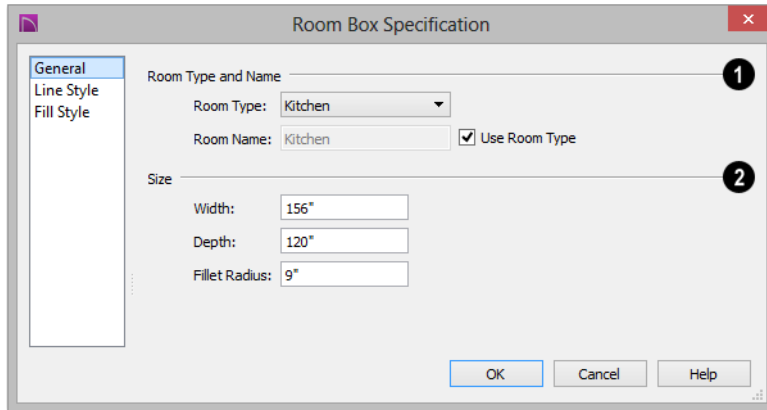 Room Box Specification
General
Line Style
Fill Style
Room Type and Name
1
Room Type: Kitchen
Room Name: Kitchen Use Room Type
Size
2
Width: 156"
Depth: 120"
Fillet Radius: 9"
OK Cancel Help